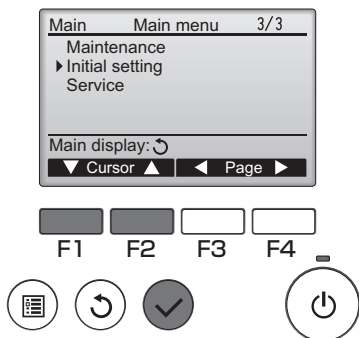 Main Main menu 3/3
Maintenance
Initial setting
Service
Main display:
Cursor Page
F1 F2 F3 F4